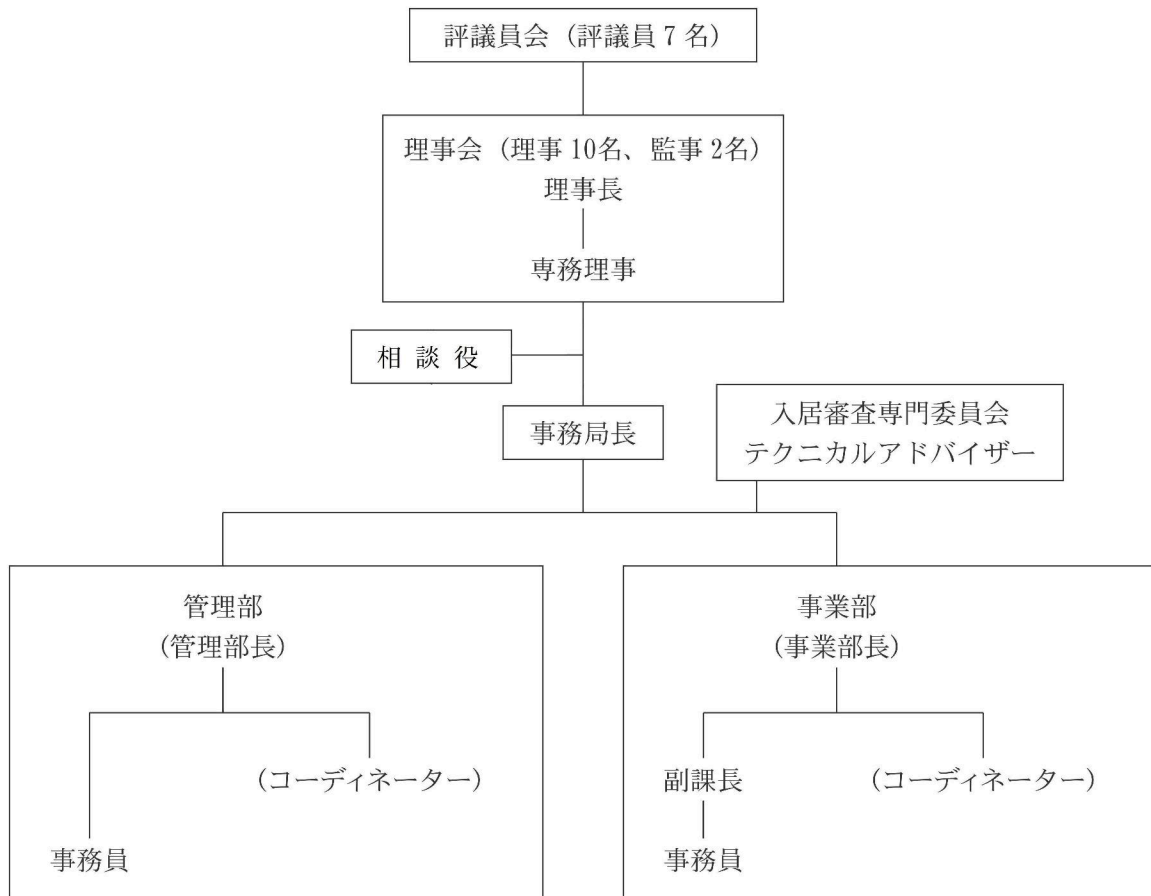 評議員会（評議員7名）
理事会（理事10名、監事2名）
理事長
専務理事
相談役
事務局長
入居審査専門委員会
テクニカルアドバイザー
管理部
（管理部長）
（コーディネーター）
事務員
事業部
（事業部長）
副課長
（コーディネーター）
事務員